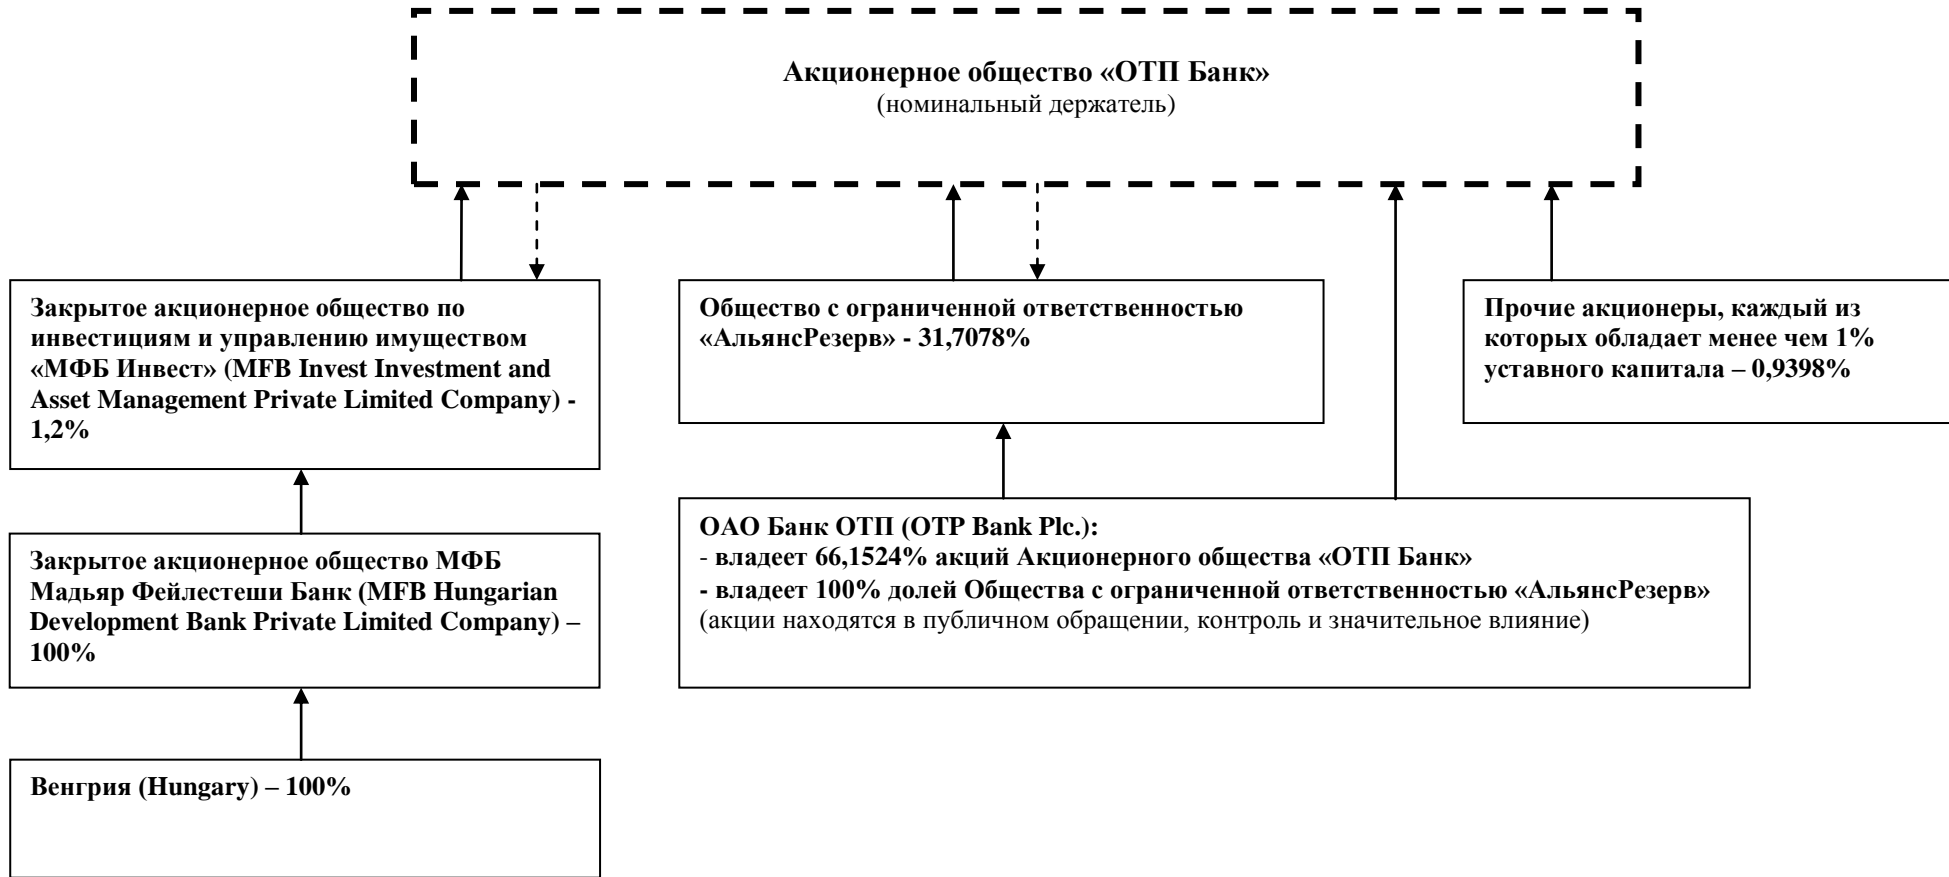 Акционерное общество «ОТП Банк»
(номинальный держатель)
Закрытое акционерное общество по
инвестициям и управлению имуществом
«МФБ Инвест» (MFB Invest Investment and
Asset Management Private Limited Company) -
1,2%
Общество с ограниченной ответственностью
«АльянсРезерв» - 31,7078%
Прочие акционеры, каждый из
которых обладает менее чем 1%
уставного капитала – 0,9398%
Закрытое акционерное общество МФБ
Мадьяр Фейлестеши Банк (MFB Hungarian
Development Bank Private Limited Company) –
100%
ОАО Банк ОТП (OTP Bank Plc.):
- владеет 66,1524% акций Акционерного общества «ОТП Банк»
- владеет 100% долей Общества с ограниченной ответственностью «АльянсРезерв»
(акции находятся в публичном обращении, контроль и значительное влияние)
Венгрия (Hungary) – 100%